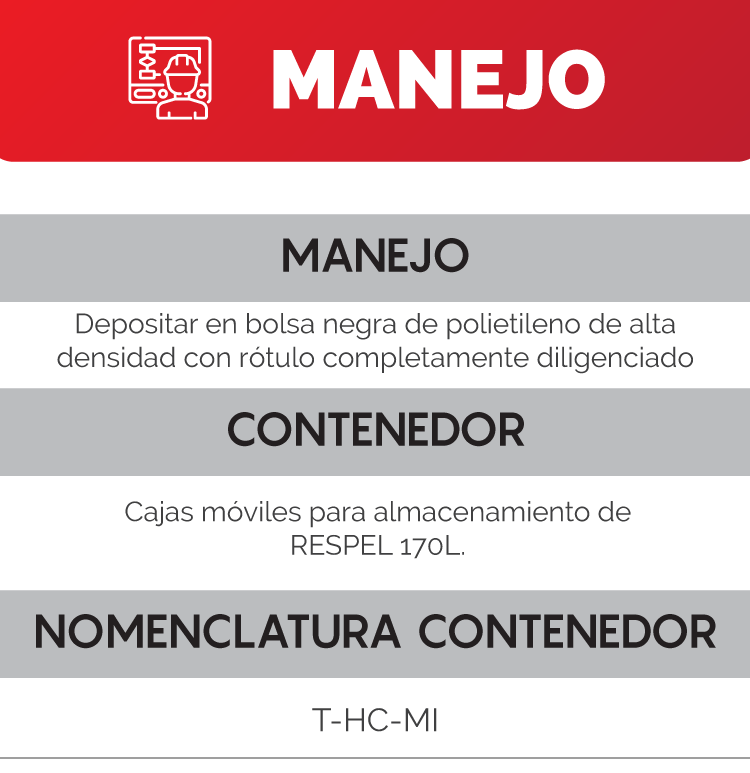 MANEJO
MANEJO
Depositar en bolsa negra de polietileno de alta
densidad con rótulo completamente diligenciado
CONTENEDOR
Cajas móviles para almacenamiento de
RESPEL 170L.
NOMENCLATURA CONTENEDOR
T-HC-MI